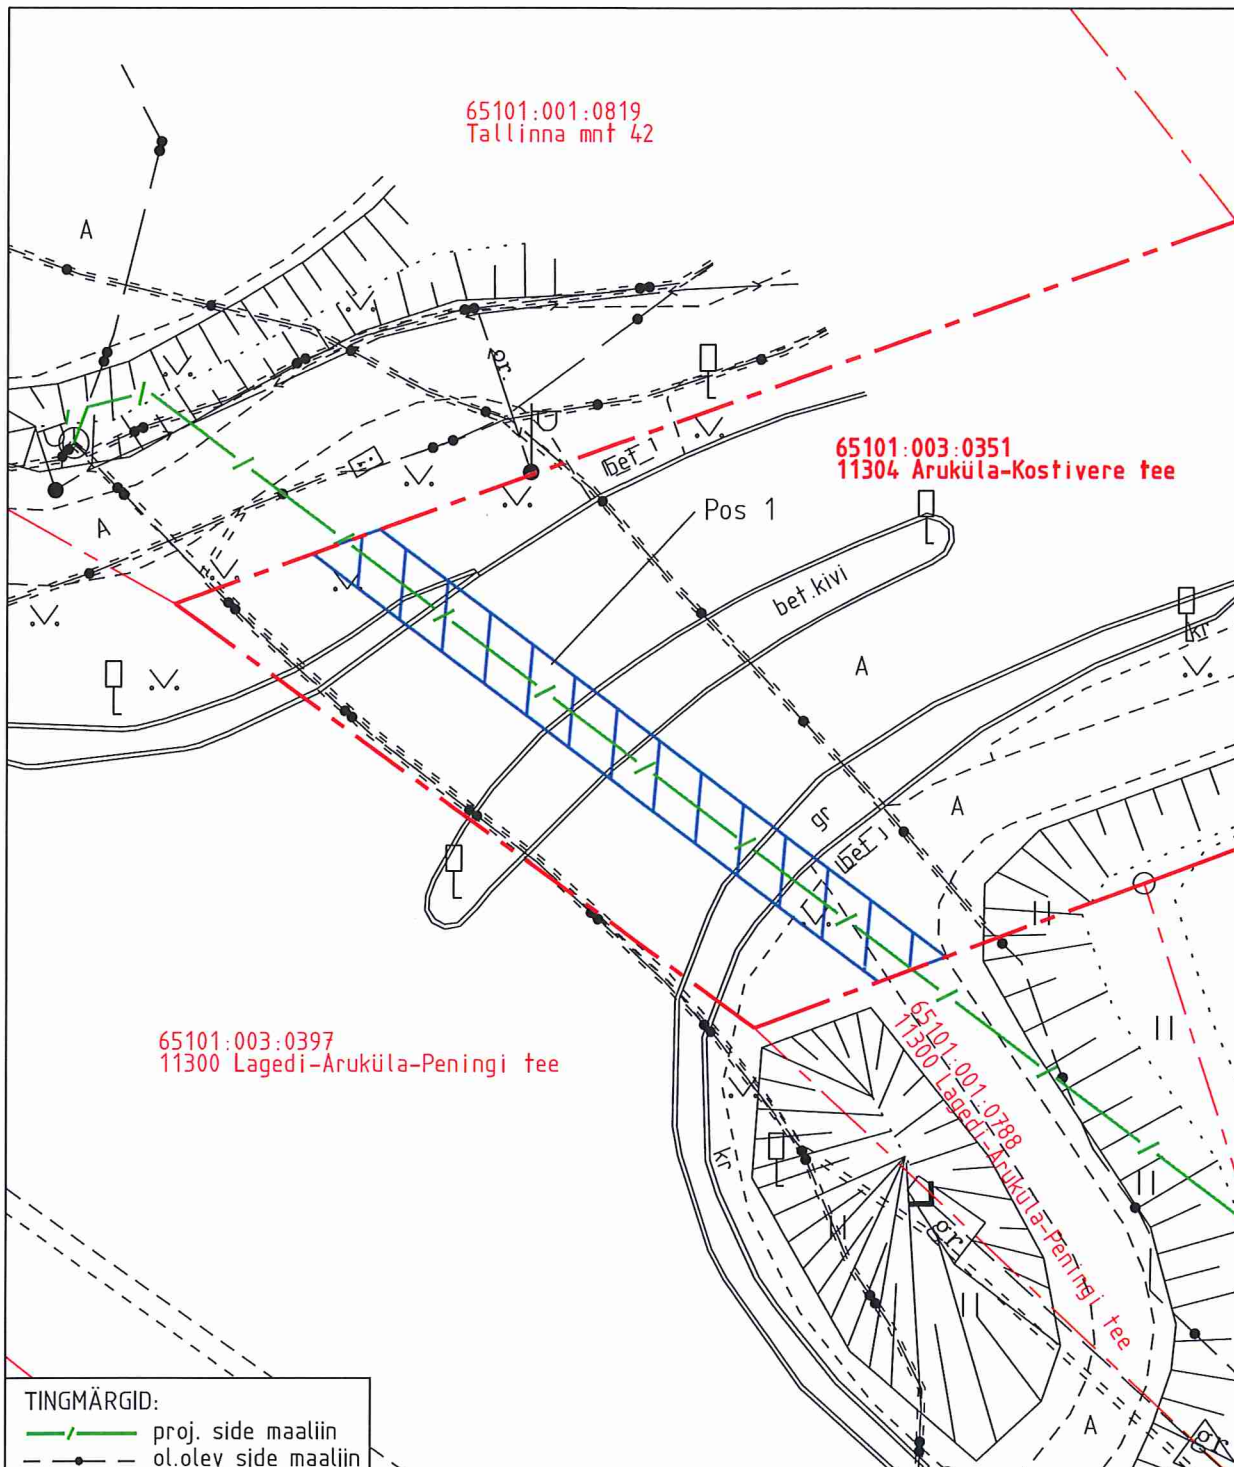 65101:001:0819
Tallinna mnt 42
A
gr.
65101:003:0351
11304 Aruküla-Kostivere tee
bet
A
Pos 1
bet.kivi
kr
A
gr
A
bet
65101:003:0397
11300 Lagedi-Aruküla-Peningi tee
65101:001:0788
11300 Lagedi-Aruküla-Peningi tee
kr
gr
A
gr
TINGMÄRGID:
proj. side maaliin
ol.olev side maaliin